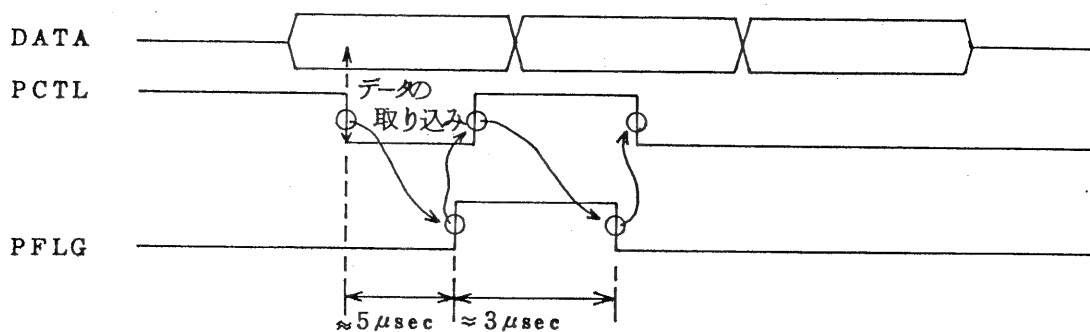 DATA
PCTL
データの
取り込み
PFLG
≈5μsec ≈3μsec